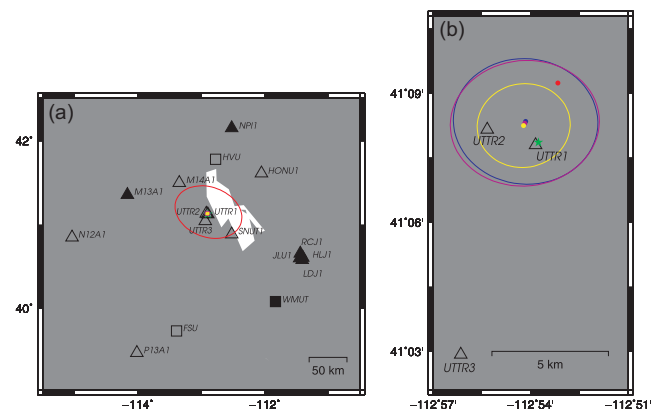 (a)
NPI1
42°
HVU
HONU1
M14A1
M13A1
UTTR2
UTTR1
UTTR3
N12A1
SNUT1
RCJ1
JLU1
HLJ1
LDJ1
WMUT
40°
FSU
P13A1
50 km
−114°
−112°
(b)
41°09'
UTTR2
UTTR1
41°06'
41°03'
UTTR3
5 km
−112°57'
−112°54'
−112°51'